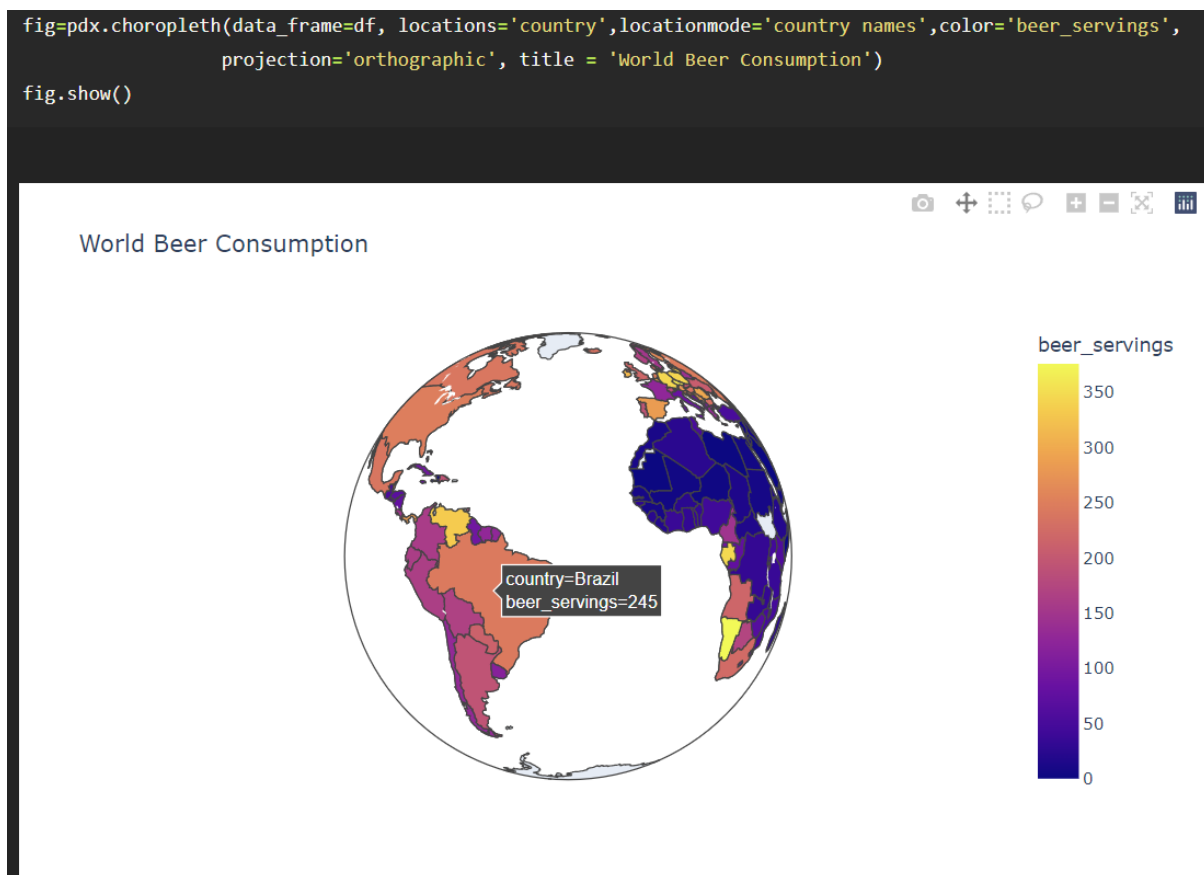 fig=pdx.choropleth(data_frame=df, locations='country',locationmode='country names',color='beer_servings',
projection='orthographic', title = 'World Beer Consumption')
fig.show()
World Beer Consumption
beer_servings
350
300
250
200
150
100
50
0
country=Brazil
beer_servings=245